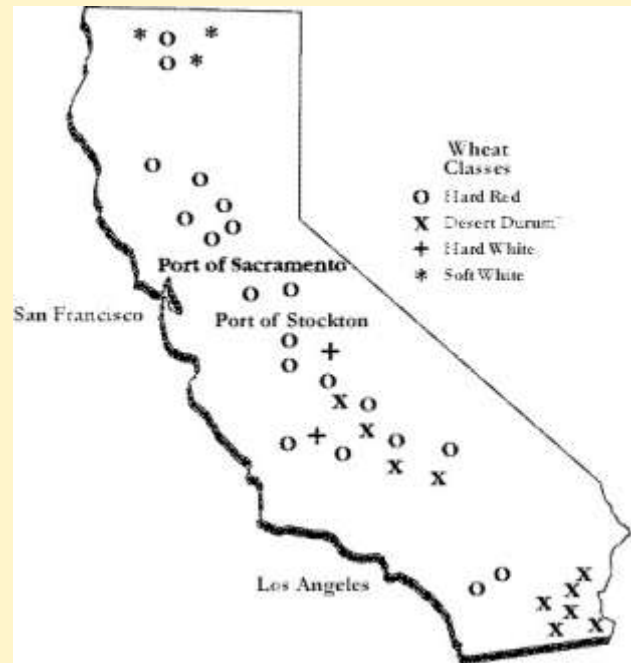 Wheat
Classes
O Hard Red
X Desert Durum
+ Hard White
* Soft White
Port of Sacramento
San Francisco
Port of Stockton
Los Angeles